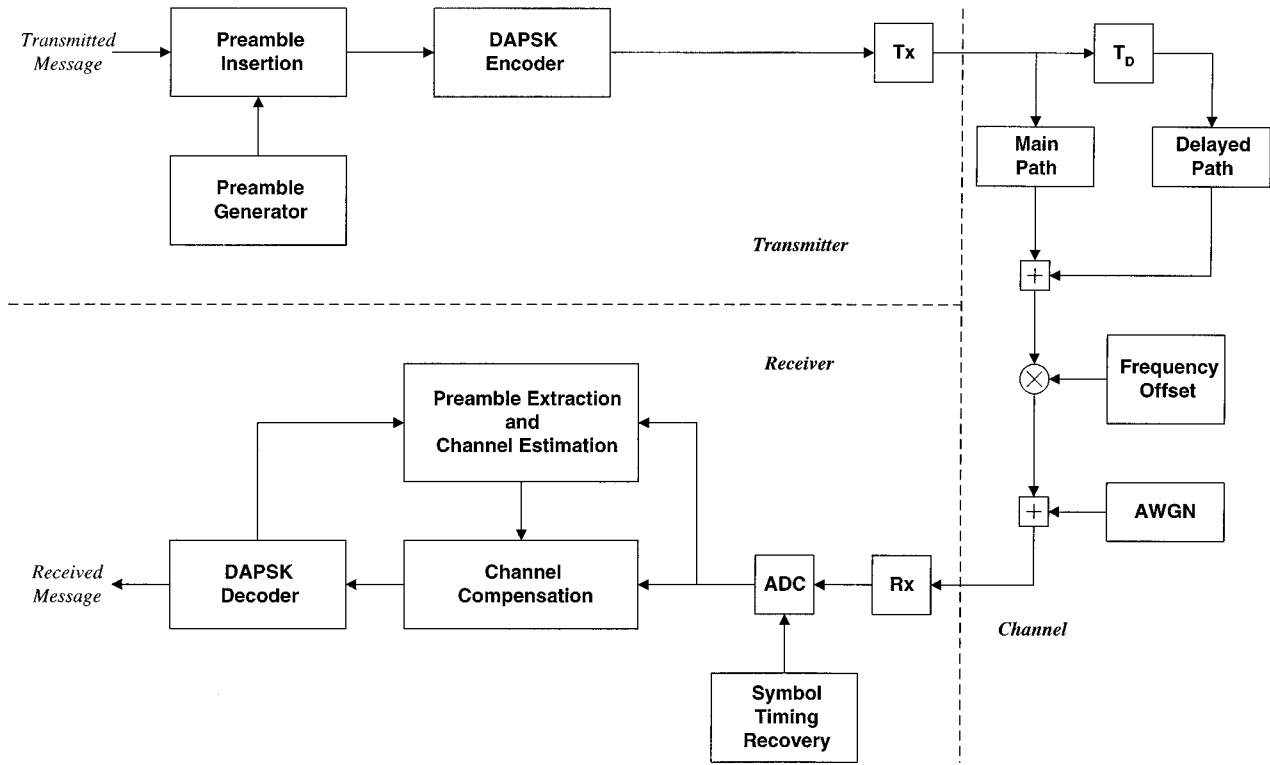 Transmitted
Message
Preamble
Insertion
DAPSK
Encoder
Tx
T_D
Main
Path
Delayed
Path
Preamble
Generator
Transmitter
+
Receiver
×
Frequency
Offset
Preamble Extraction
and
Channel Estimation
+
AWGN
Received
Message
DAPSK
Decoder
Channel
Compensation
ADC
Rx
Channel
Symbol
Timing
Recovery